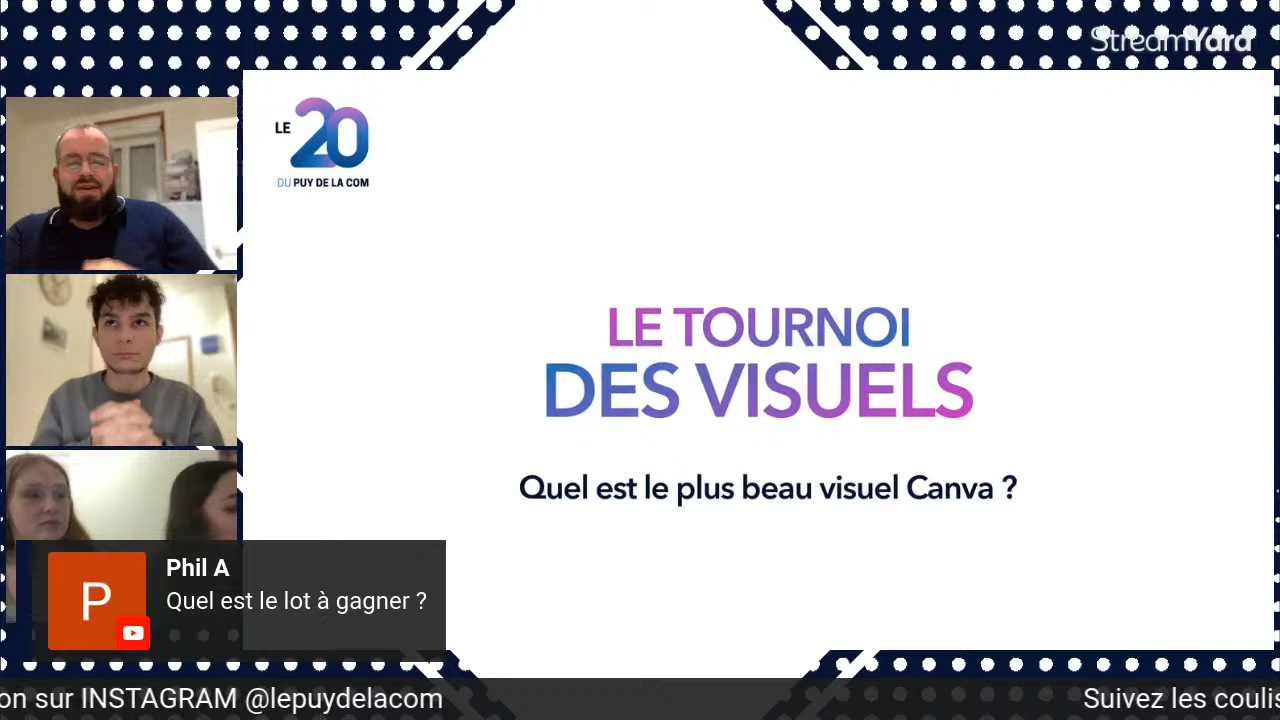 StreamYard
LE 20
DU PUY DE LA COM
LE TOURNOI
DES VISUELS
Quel est le plus beau visuel Canva ?
P
Phil A
Quel est le lot à gagner ?
on sur INSTAGRAM @lepuydelacom
Suivez les coulis